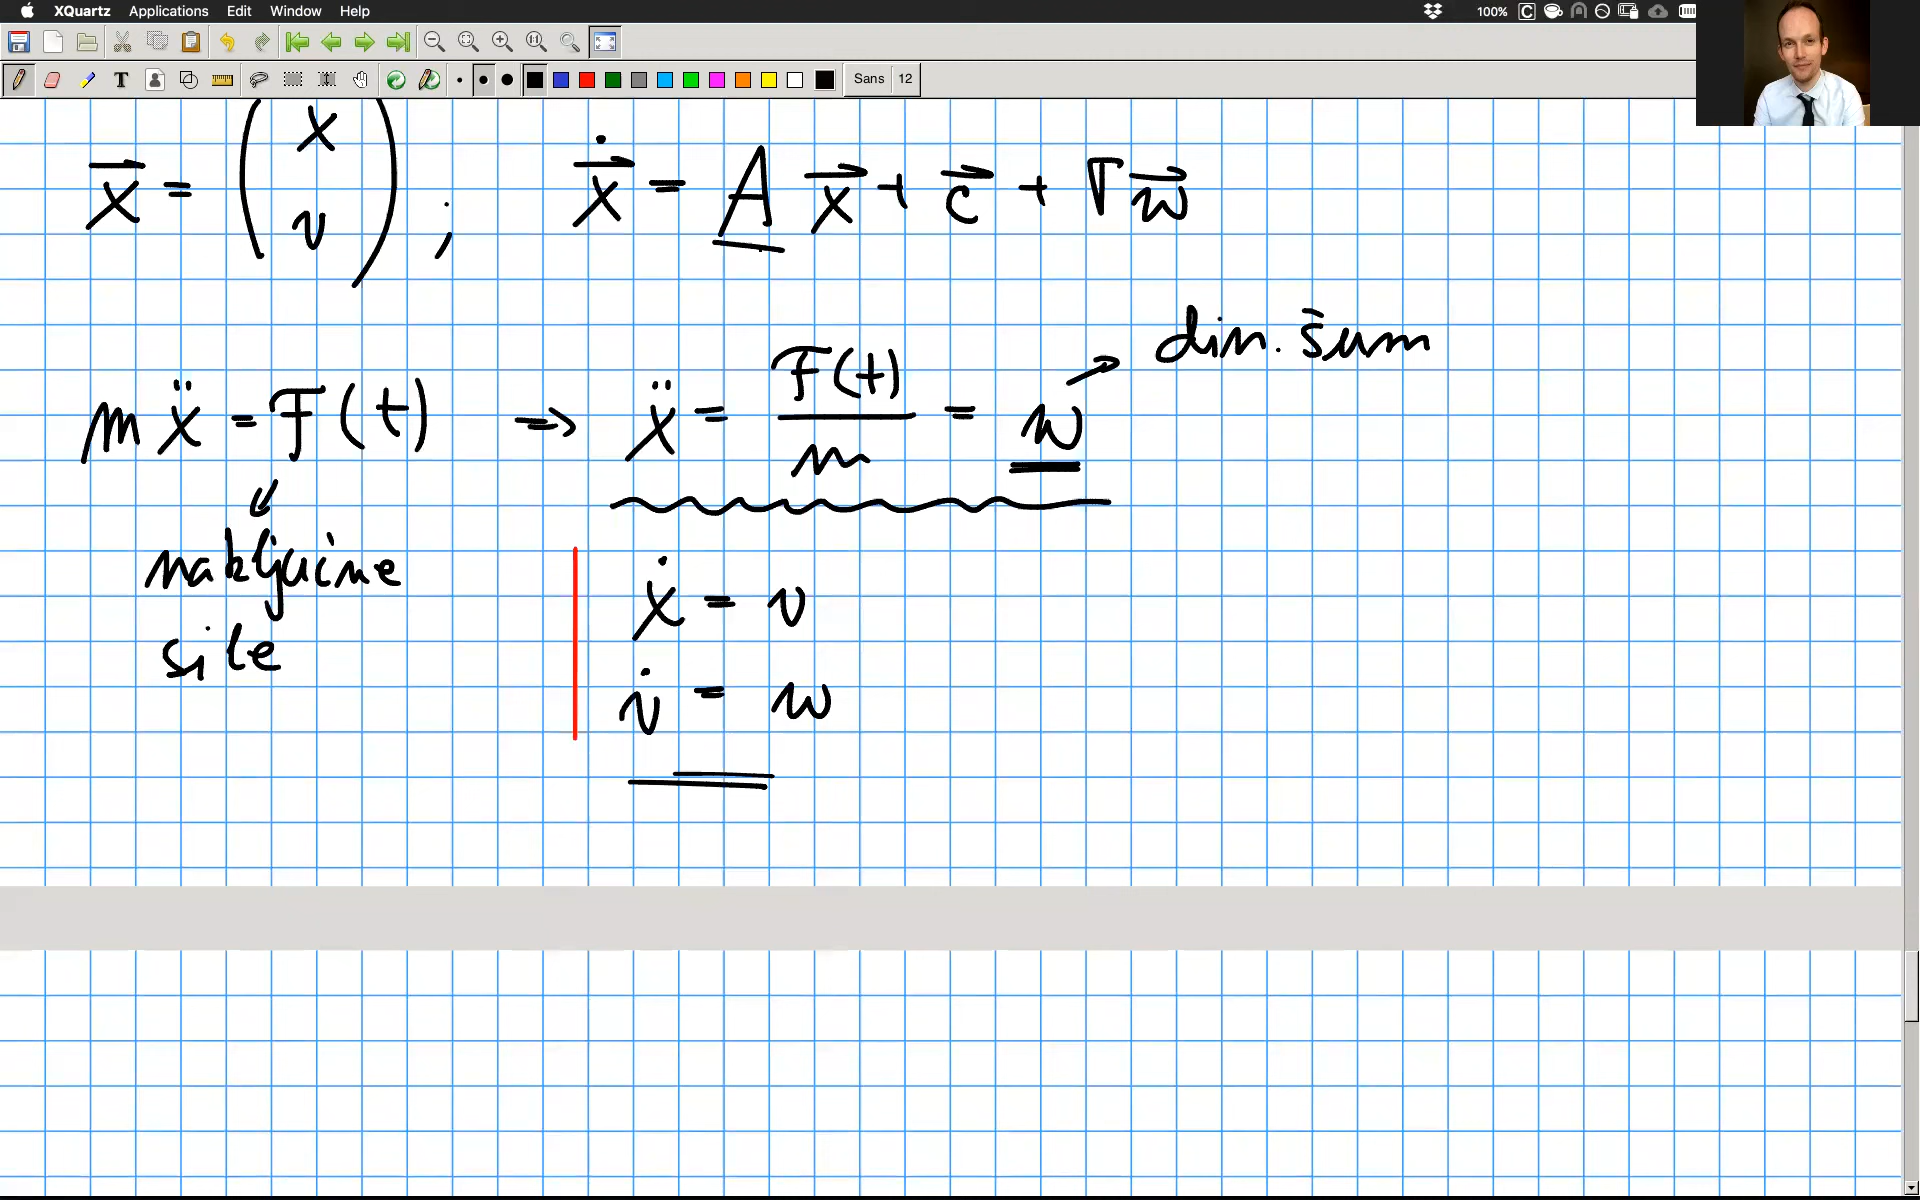 XQuartz Applications Edit Window Help 100%
Sans 12
x⃗ = (x v) ; ẋ⃗ = A x⃗ + c⃗ + Γ w⃗
m ẍ = F(t) ⇒ ẍ = F(t)/m = w → din. šum
naključne
sile
ẋ = v
v̇ = w